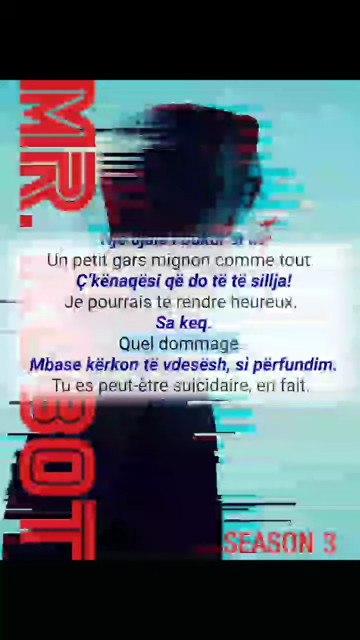 MR. ROBOT
Un petit gars mignon comme tout
Ç'kënaqësi që do të të sillja!
Je pourrais te rendre heureux.
Sa keq.
Quel dommage
Mbase kërkon të vdesësh, si përfundim.
Tu es peut-être suicidaire, en fait.
SEASON 3